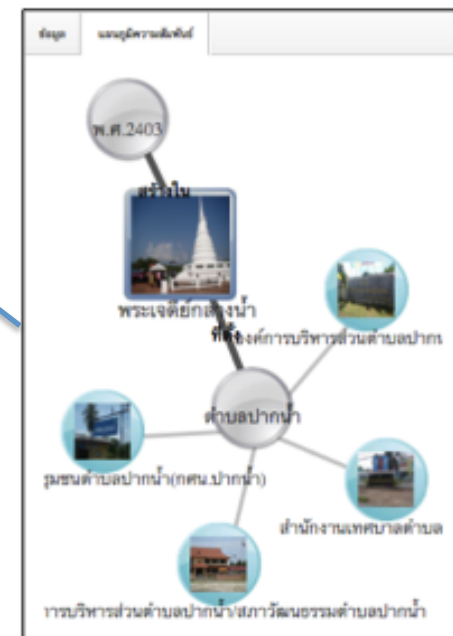 ข้อมูล
แผนภูมิความสัมพันธ์
พ.ศ.2403
สร้างใน
พระเจดีย์กลางน้ำ
ที่ตั้ง
องค์การบริหารส่วนตำบลปากน
ตำบลปากน้ำ
ชุมชนตำบลปากน้ำ(กศน.ปากน้ำ)
สำนักงานเทศบาลตำบล
ารบริหารส่วนตำบลปากน้ำ/สภาวัฒนธรรมตำบลปากน้ำ